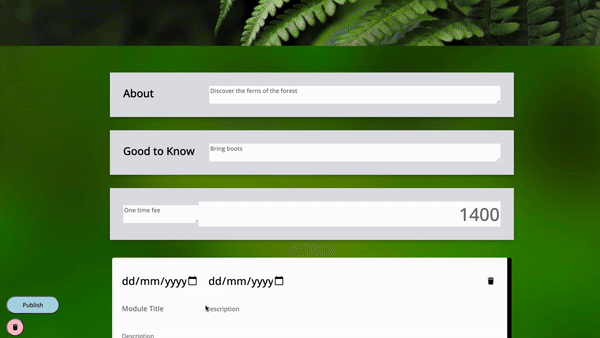 About
Discover the ferns of the forest
Good to Know
Bring boots
One time fee
1400
dd/mm/yyyy dd/mm/yyyy
Module Title
Description
Publish
Description